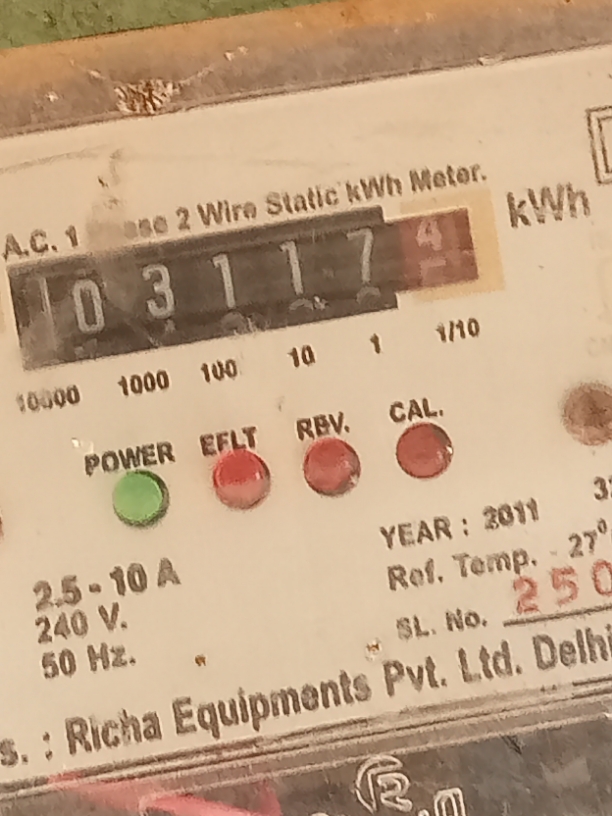 A.C. 1 Phase 2 Wire Static kWh Meter.
kWh
0 3 1 1 7 4
10000 1000 100 10 1 1/10
POWER EFLT RBV. CAL.
2.5 - 10 A
240 V.
50 Hz.
YEAR : 2011
Ref. Temp. - 27°
SL. No. 250
s. : Richa Equipments Pvt. Ltd. Delhi